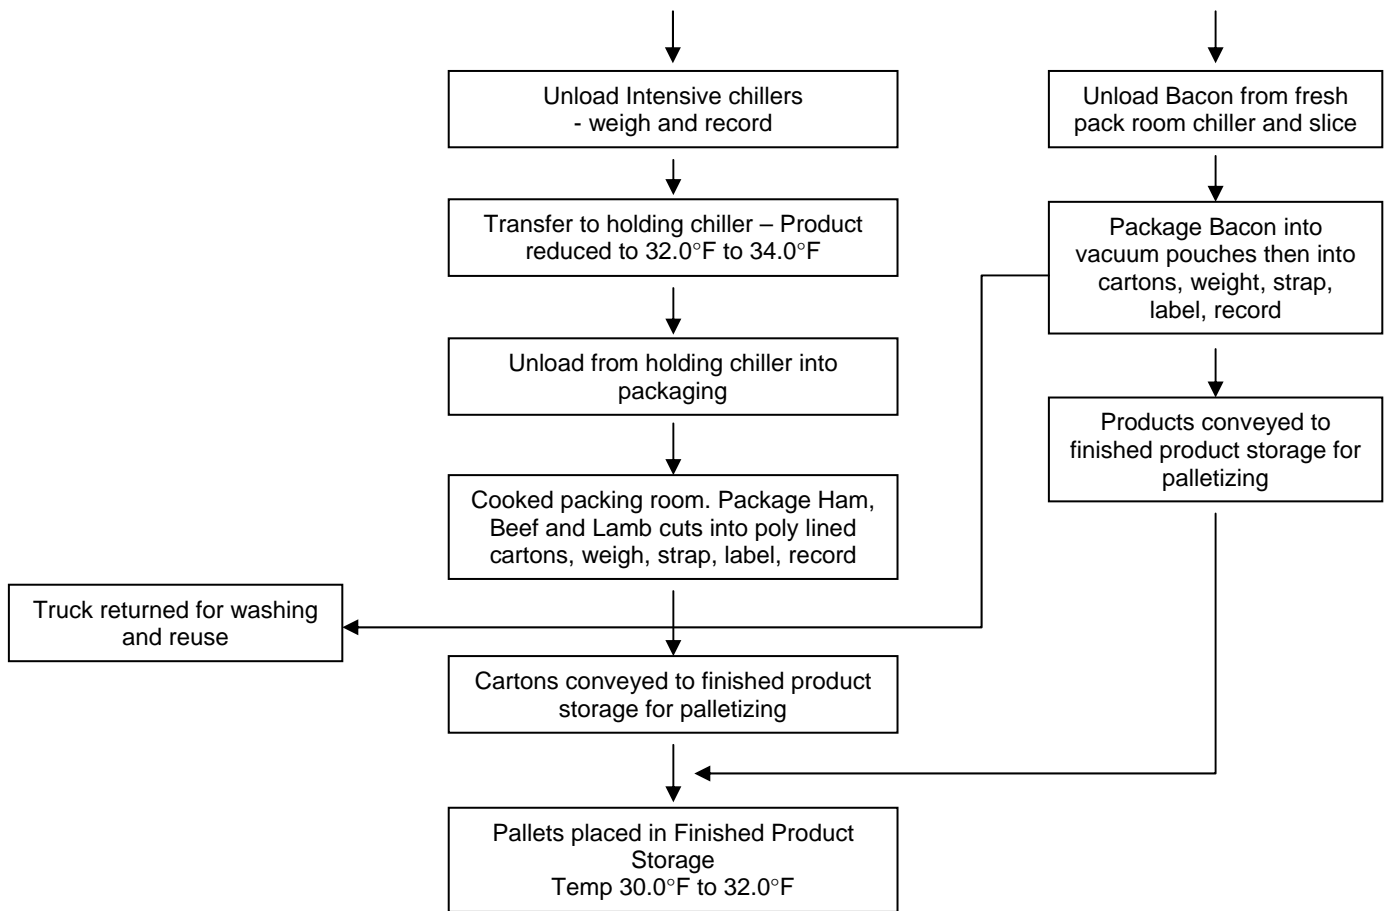 Unload Intensive chillers
- weigh and record
Unload Bacon from fresh
pack room chiller and slice
Transfer to holding chiller – Product
reduced to 32.0°F to 34.0°F
Package Bacon into
vacuum pouches then into
cartons, weight, strap,
label, record
Unload from holding chiller into
packaging
Products conveyed to
finished product storage for
palletizing
Cooked packing room. Package Ham,
Beef and Lamb cuts into poly lined
cartons, weigh, strap, label, record
Truck returned for washing
and reuse
Cartons conveyed to finished product
storage for palletizing
Pallets placed in Finished Product
Storage
Temp 30.0°F to 32.0°F